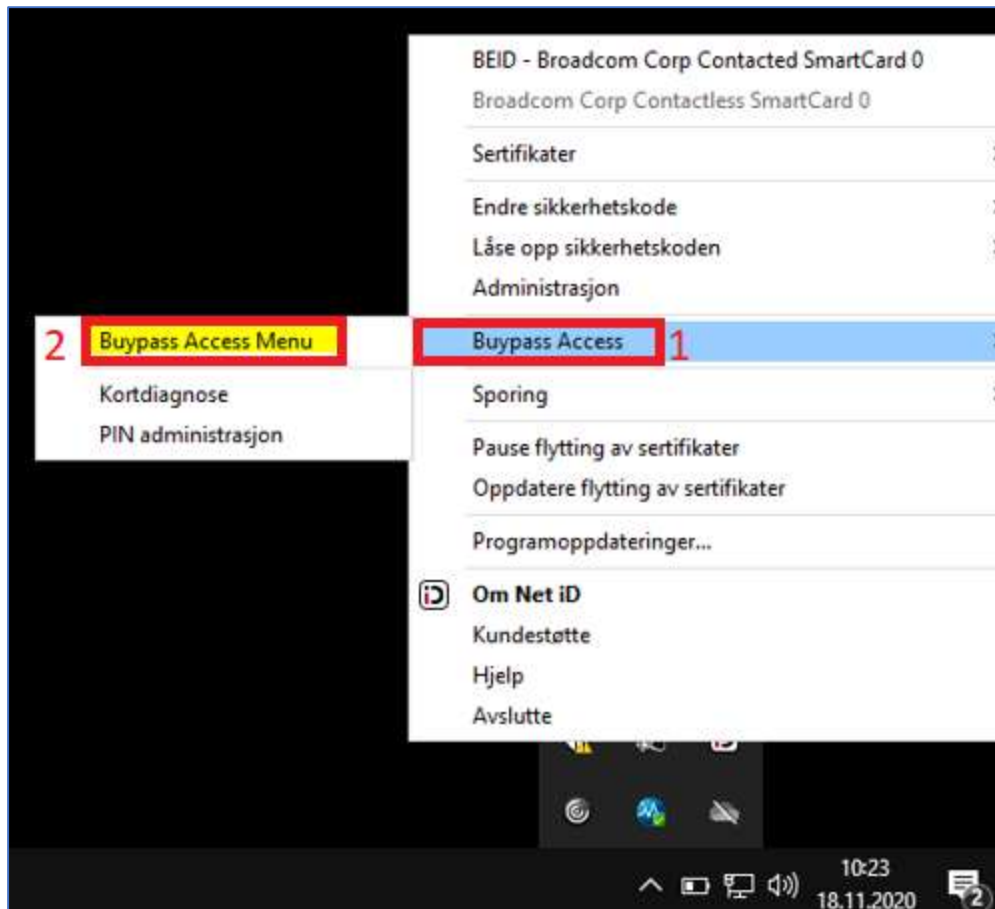 BEID - Broadcom Corp Contacted SmartCard 0
Broadcom Corp Contactless SmartCard 0
Sertifikater
Endre sikkerhetskode
Låse opp sikkerhetskoden
Administrasjon
Buypass Access 1
2 Buypass Access Menu
Kortdiagnose
PIN administrasjon
Sporing
Pause flytting av sertifikater
Oppdatere flytting av sertifikater
Programoppdateringer...
iD Om Net iD
Kundestøtte
Hjelp
Avslutte
10:23
18.11.2020
2